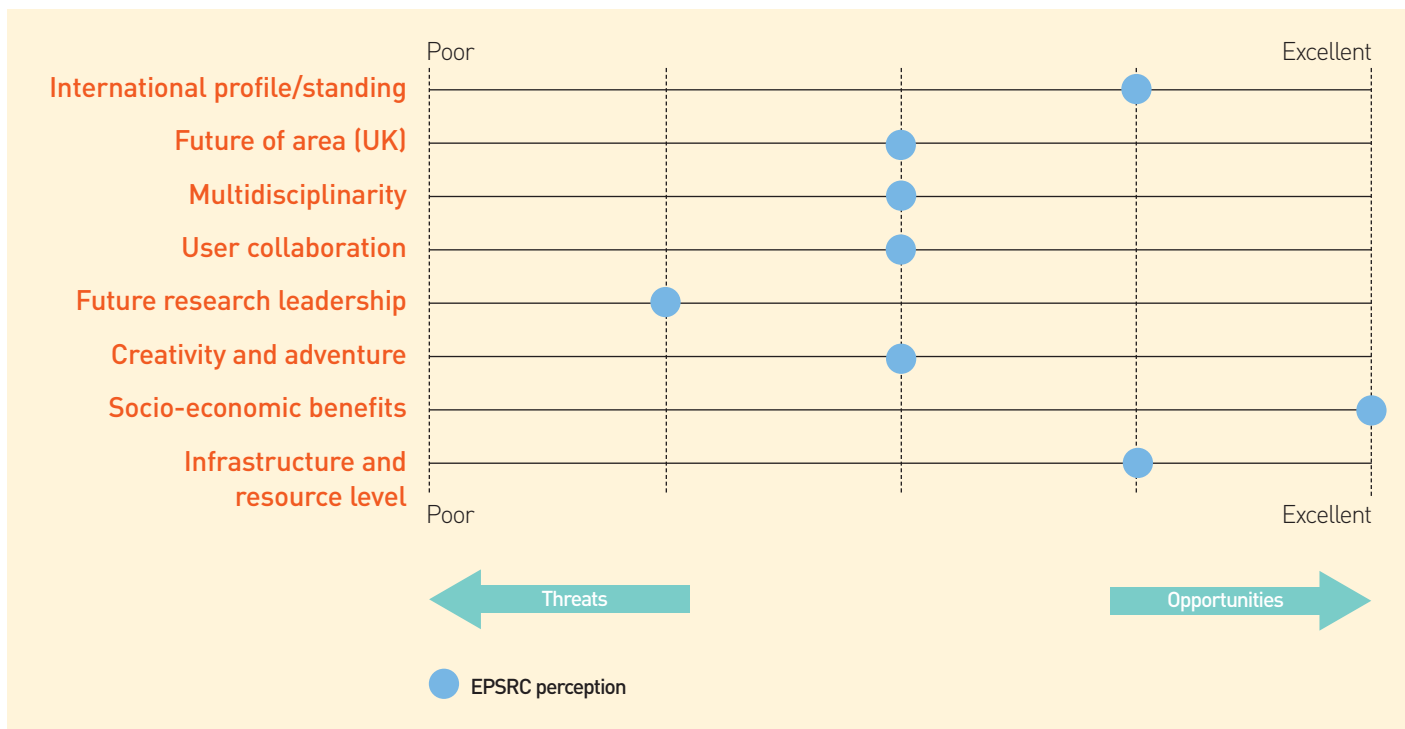 Poor Excellent
International profile/standing
Future of area (UK)
Multidisciplinarity
User collaboration
Future research leadership
Creativity and adventure
Socio-economic benefits
Infrastructure and
resource level
Poor Excellent
Threats Opportunities
EPSRC perception